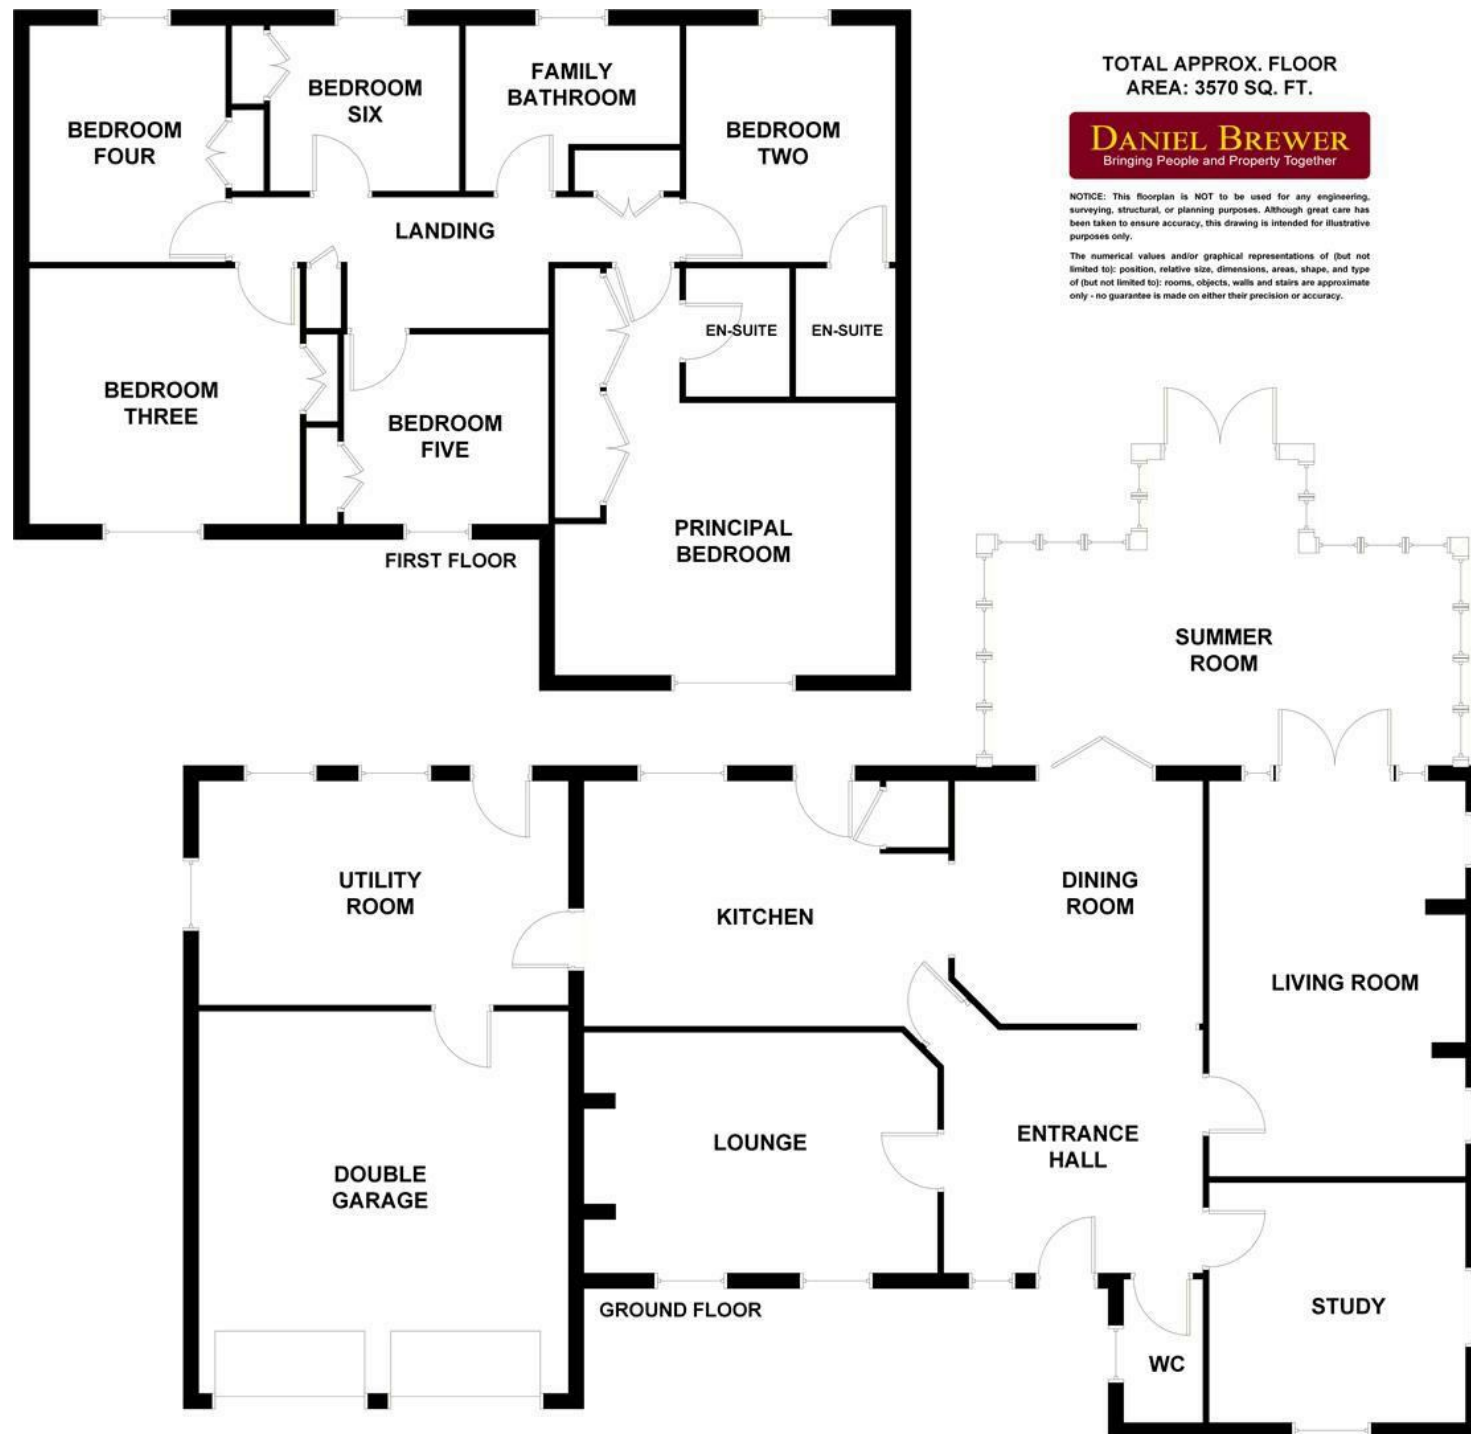 TOTAL APPROX. FLOOR
AREA: 3570 SQ. FT.
DANIEL BREWER
Bringing People and Property Together
NOTICE: This floorplan is NOT to be used for any engineering,
surveying, structural, or planning purposes. Although great care has
been taken to ensure accuracy, this drawing is intended for illustrative
purposes only.
The numerical values and/or graphical representations of (but not
limited to): position, relative size, dimensions, areas, shape, and type
of (but not limited to): rooms, objects, walls and stairs are approximate
only - no guarantee is made on either their precision or accuracy.
BEDROOM
FOUR
BEDROOM
SIX
FAMILY
BATHROOM
BEDROOM
TWO
LANDING
EN-SUITE
EN-SUITE
BEDROOM
THREE
BEDROOM
FIVE
PRINCIPAL
BEDROOM
FIRST FLOOR
SUMMER
ROOM
UTILITY
ROOM
KITCHEN
DINING
ROOM
LIVING ROOM
LOUNGE
ENTRANCE
HALL
DOUBLE
GARAGE
GROUND FLOOR
STUDY
WC